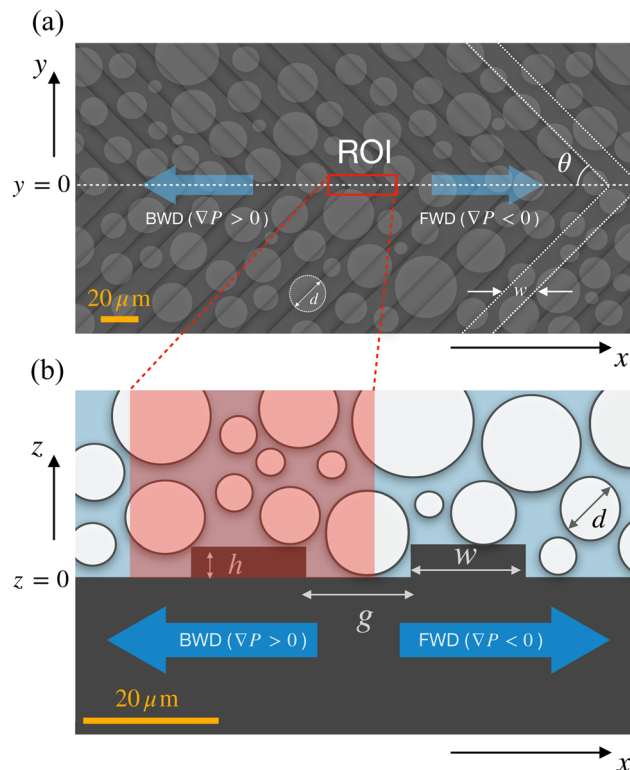 (a)
y
ROI
θ
y = 0
BWD (∇P > 0)
FWD (∇P < 0)
d
w
20 μm
x
(b)
z
d
h
w
z = 0
g
BWD (∇P > 0)
FWD (∇P < 0)
20 μm
x